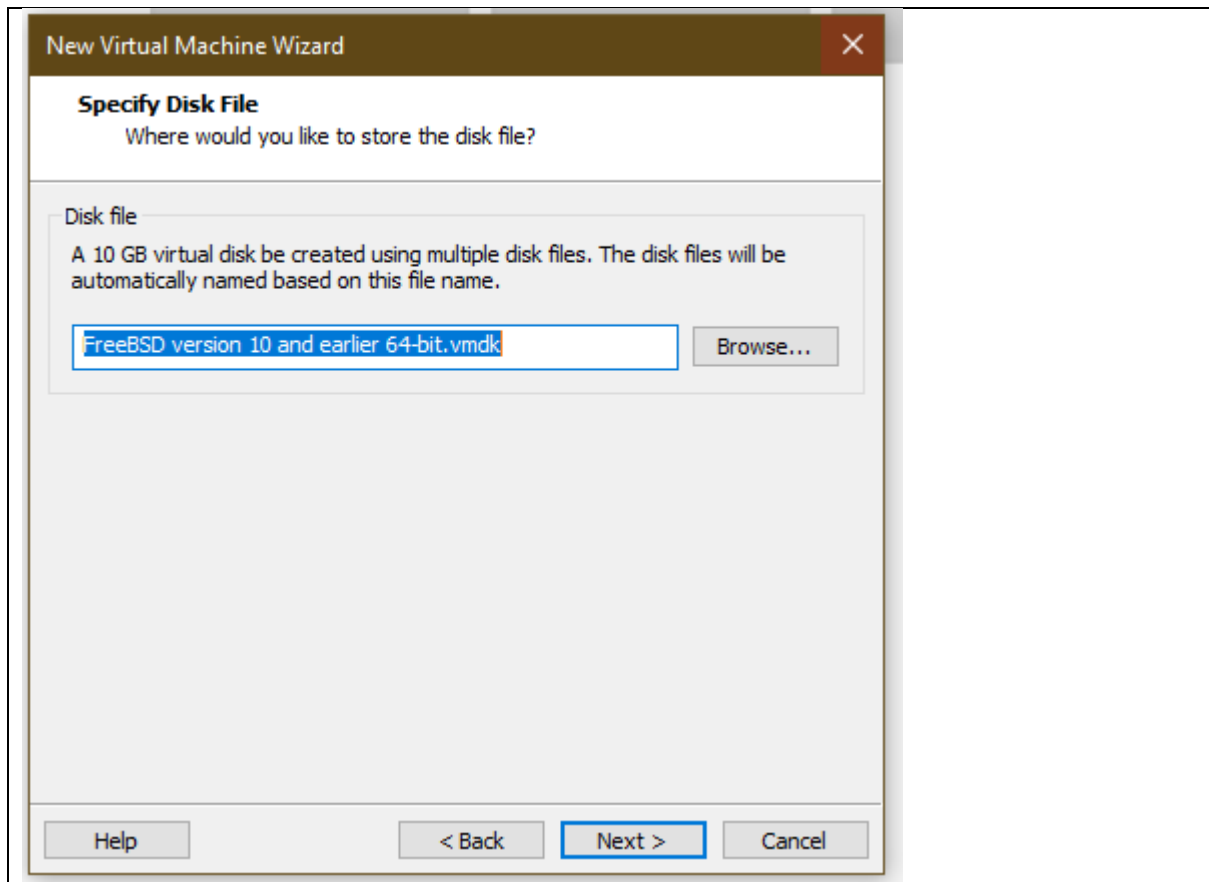 New Virtual Machine Wizard
Specify Disk File
Where would you like to store the disk file?
Disk file
A 10 GB virtual disk be created using multiple disk files. The disk files will be
automatically named based on this file name.
FreeBSD version 10 and earlier 64-bit.vmdk
Browse...
Help
< Back
Next >
Cancel